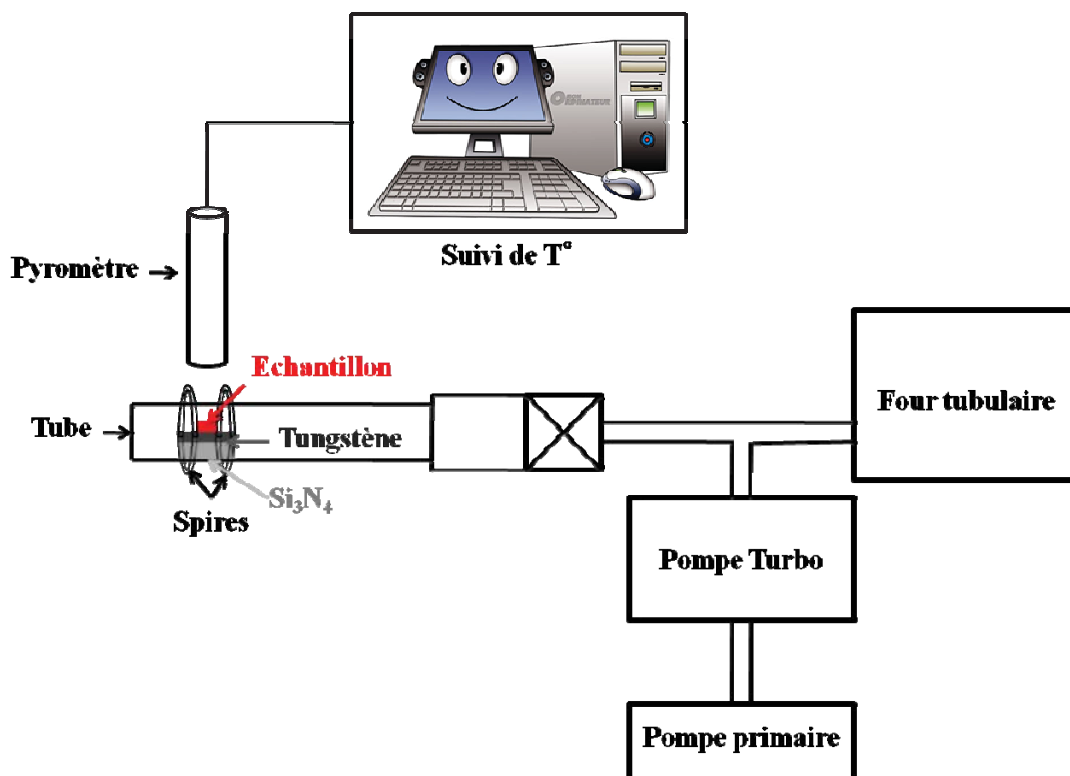 Suivi de T°
Pyromètre
Echantillon
Tube
Tungstène
Si₃N₄
Spires
Four tubulaire
Pompe Turbo
Pompe primaire